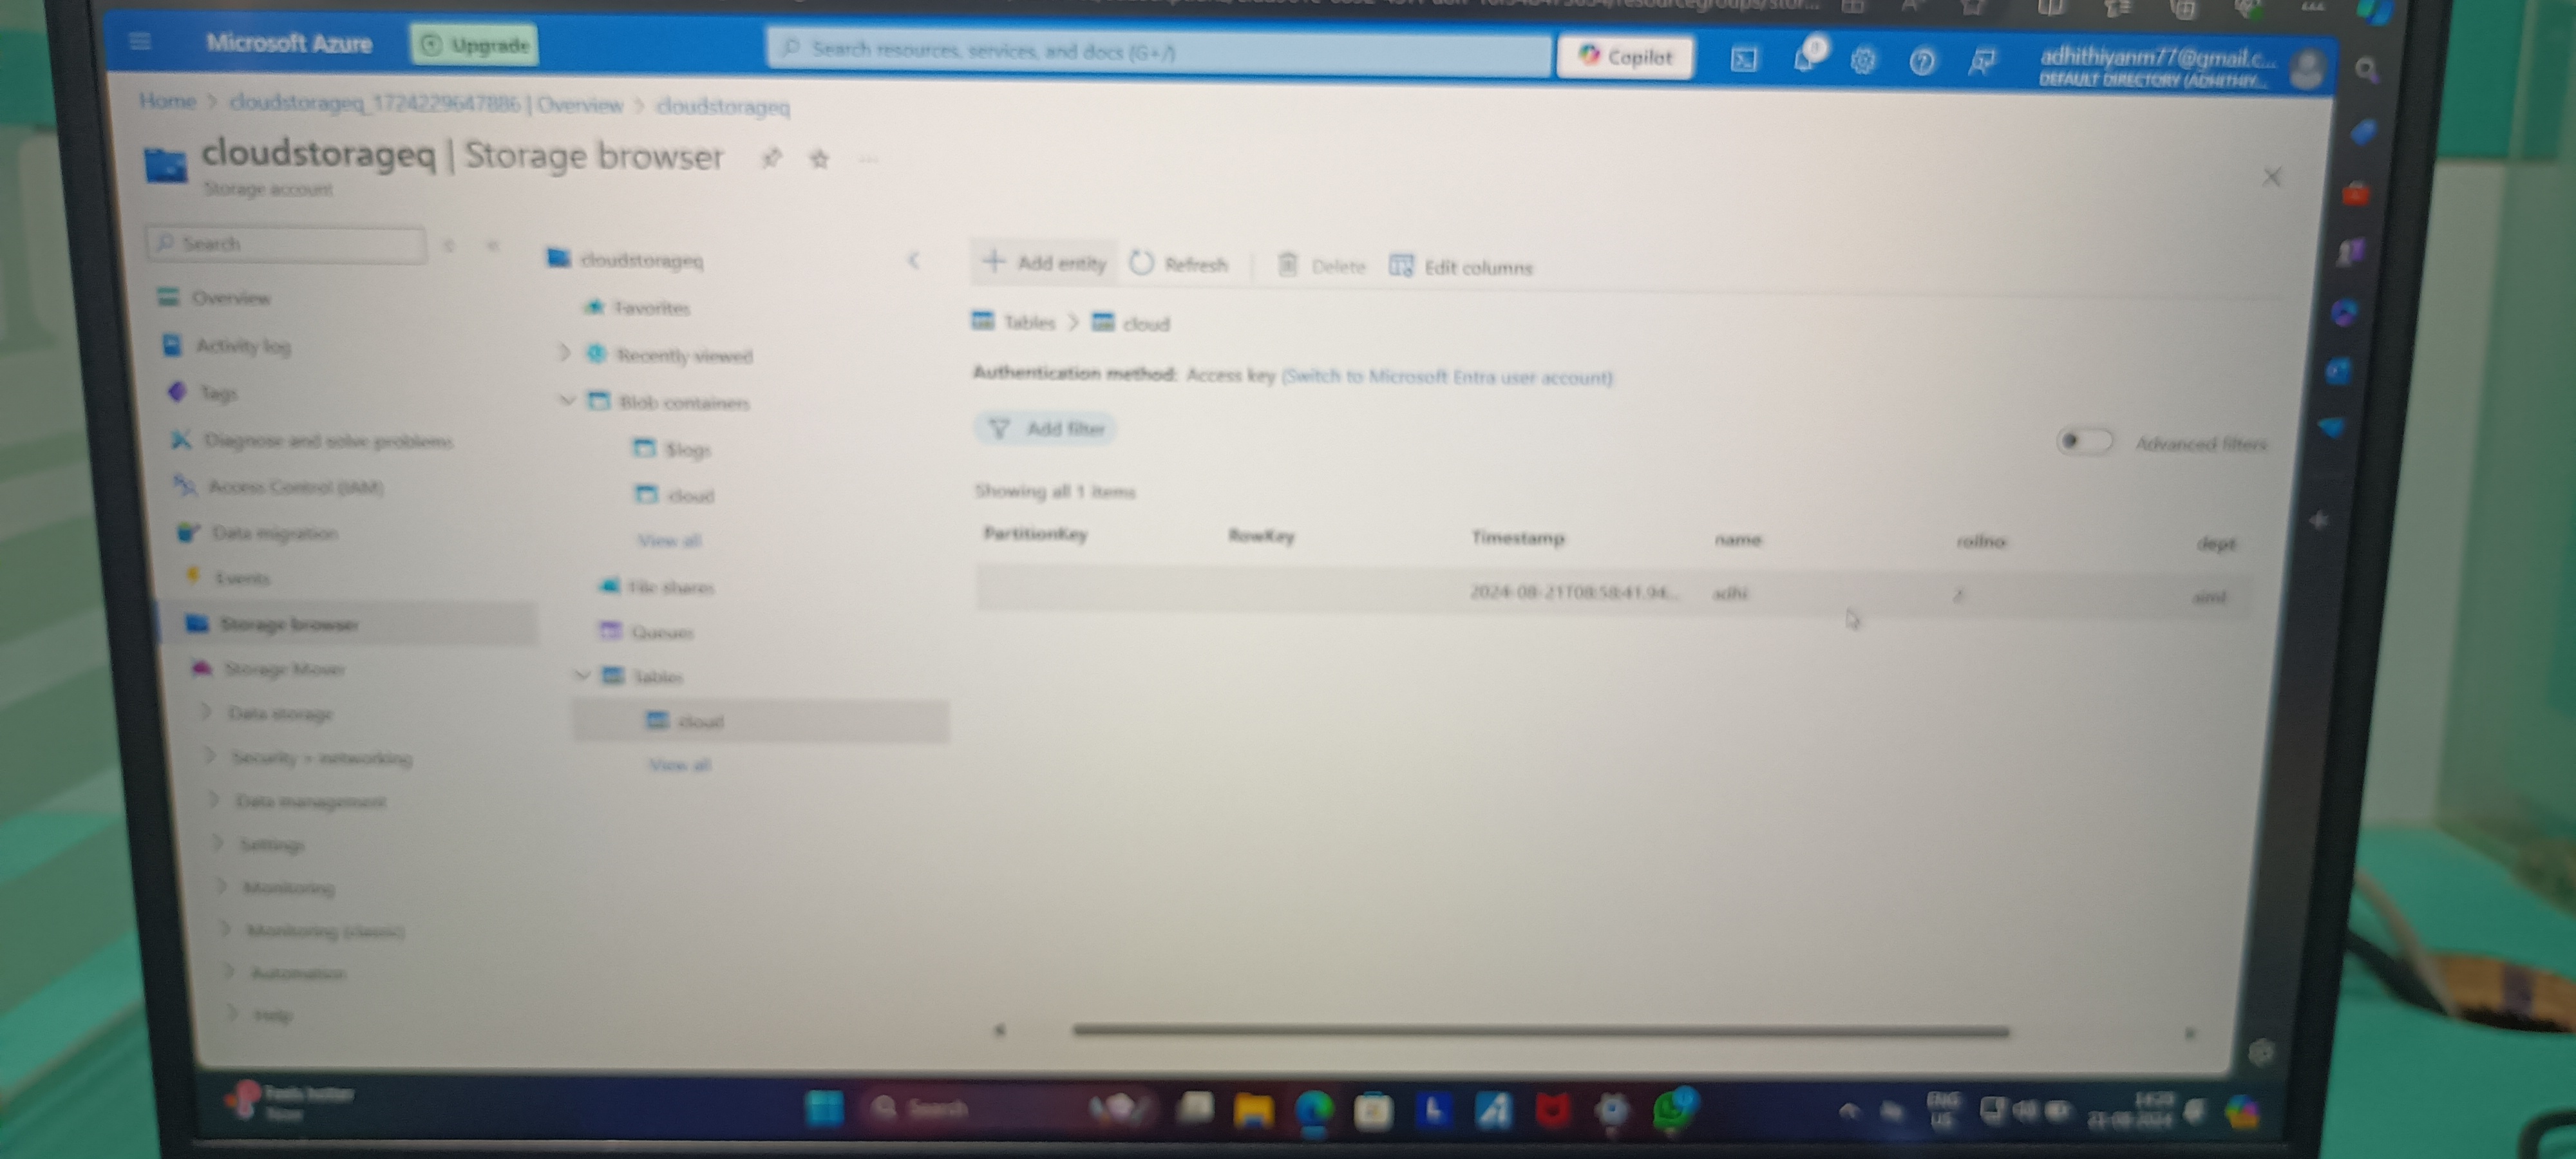 Microsoft Azure
Upgrade
Search resources, services, and docs (G+/)
Copilot
adhithiyanm77@gmail.c...
DEFAULT DIRECTORY (ADHITHIY...
Home > cloudstorageq_1724229647886 | Overview > cloudstorageq
cloudstorageq | Storage browser
Storage account
Search
Overview
Activity log
Tags
Diagnose and solve problems
Access Control (IAM)
Data migration
Events
Storage browser
Storage Mover
Data storage
Security + networking
Data management
Settings
Monitoring
Monitoring (classic)
Automation
Help
cloudstorageq
Favorites
Recently viewed
Blob containers
$logs
cloud
View all
File shares
Queues
Tables
cloud
View all
Add entity
Refresh
Delete
Edit columns
Tables > cloud
Authentication method: Access key (Switch to Microsoft Entra user account)
Add filter
Advanced filters
Showing all 1 items
PartitionKey RowKey Timestamp name rollno dept
2024-08-21T08:58:41.94... adhi 2 aiml
Search
ENG
US